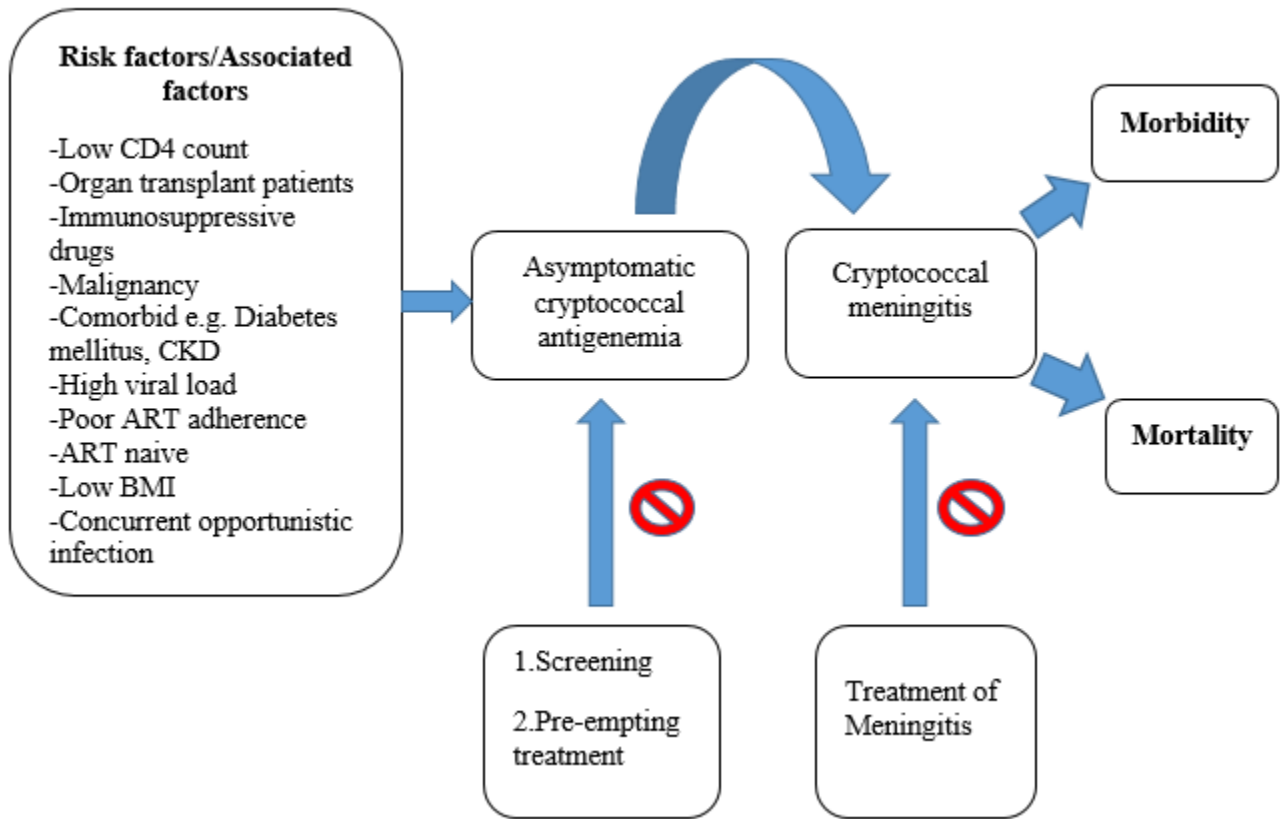 Risk factors/Associated
factors
-Low CD4 count
-Organ transplant patients
-Immunosuppressive
drugs
-Malignancy
-Comorbid e.g. Diabetes
mellitus, CKD
-High viral load
-Poor ART adherence
-ART naive
-Low BMI
-Concurrent opportunistic
infection
Asymptomatic
cryptococcal
antigenemia
Cryptococcal
meningitis
Morbidity
Mortality
1.Screening
2.Pre-empting
treatment
Treatment of
Meningitis